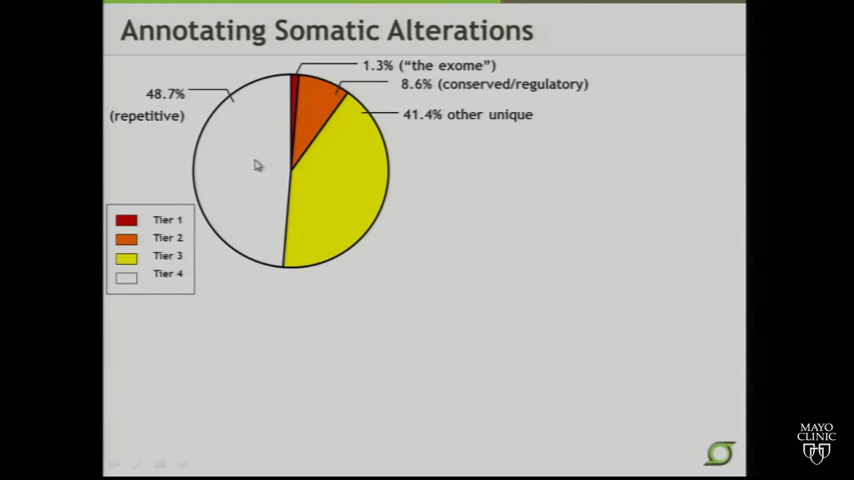 Annotating Somatic Alterations
1.3% ("the exome")
8.6% (conserved/regulatory)
48.7%
(repetitive)
41.4% other unique
Tier 1
Tier 2
Tier 3
Tier 4
MAYO
CLINIC